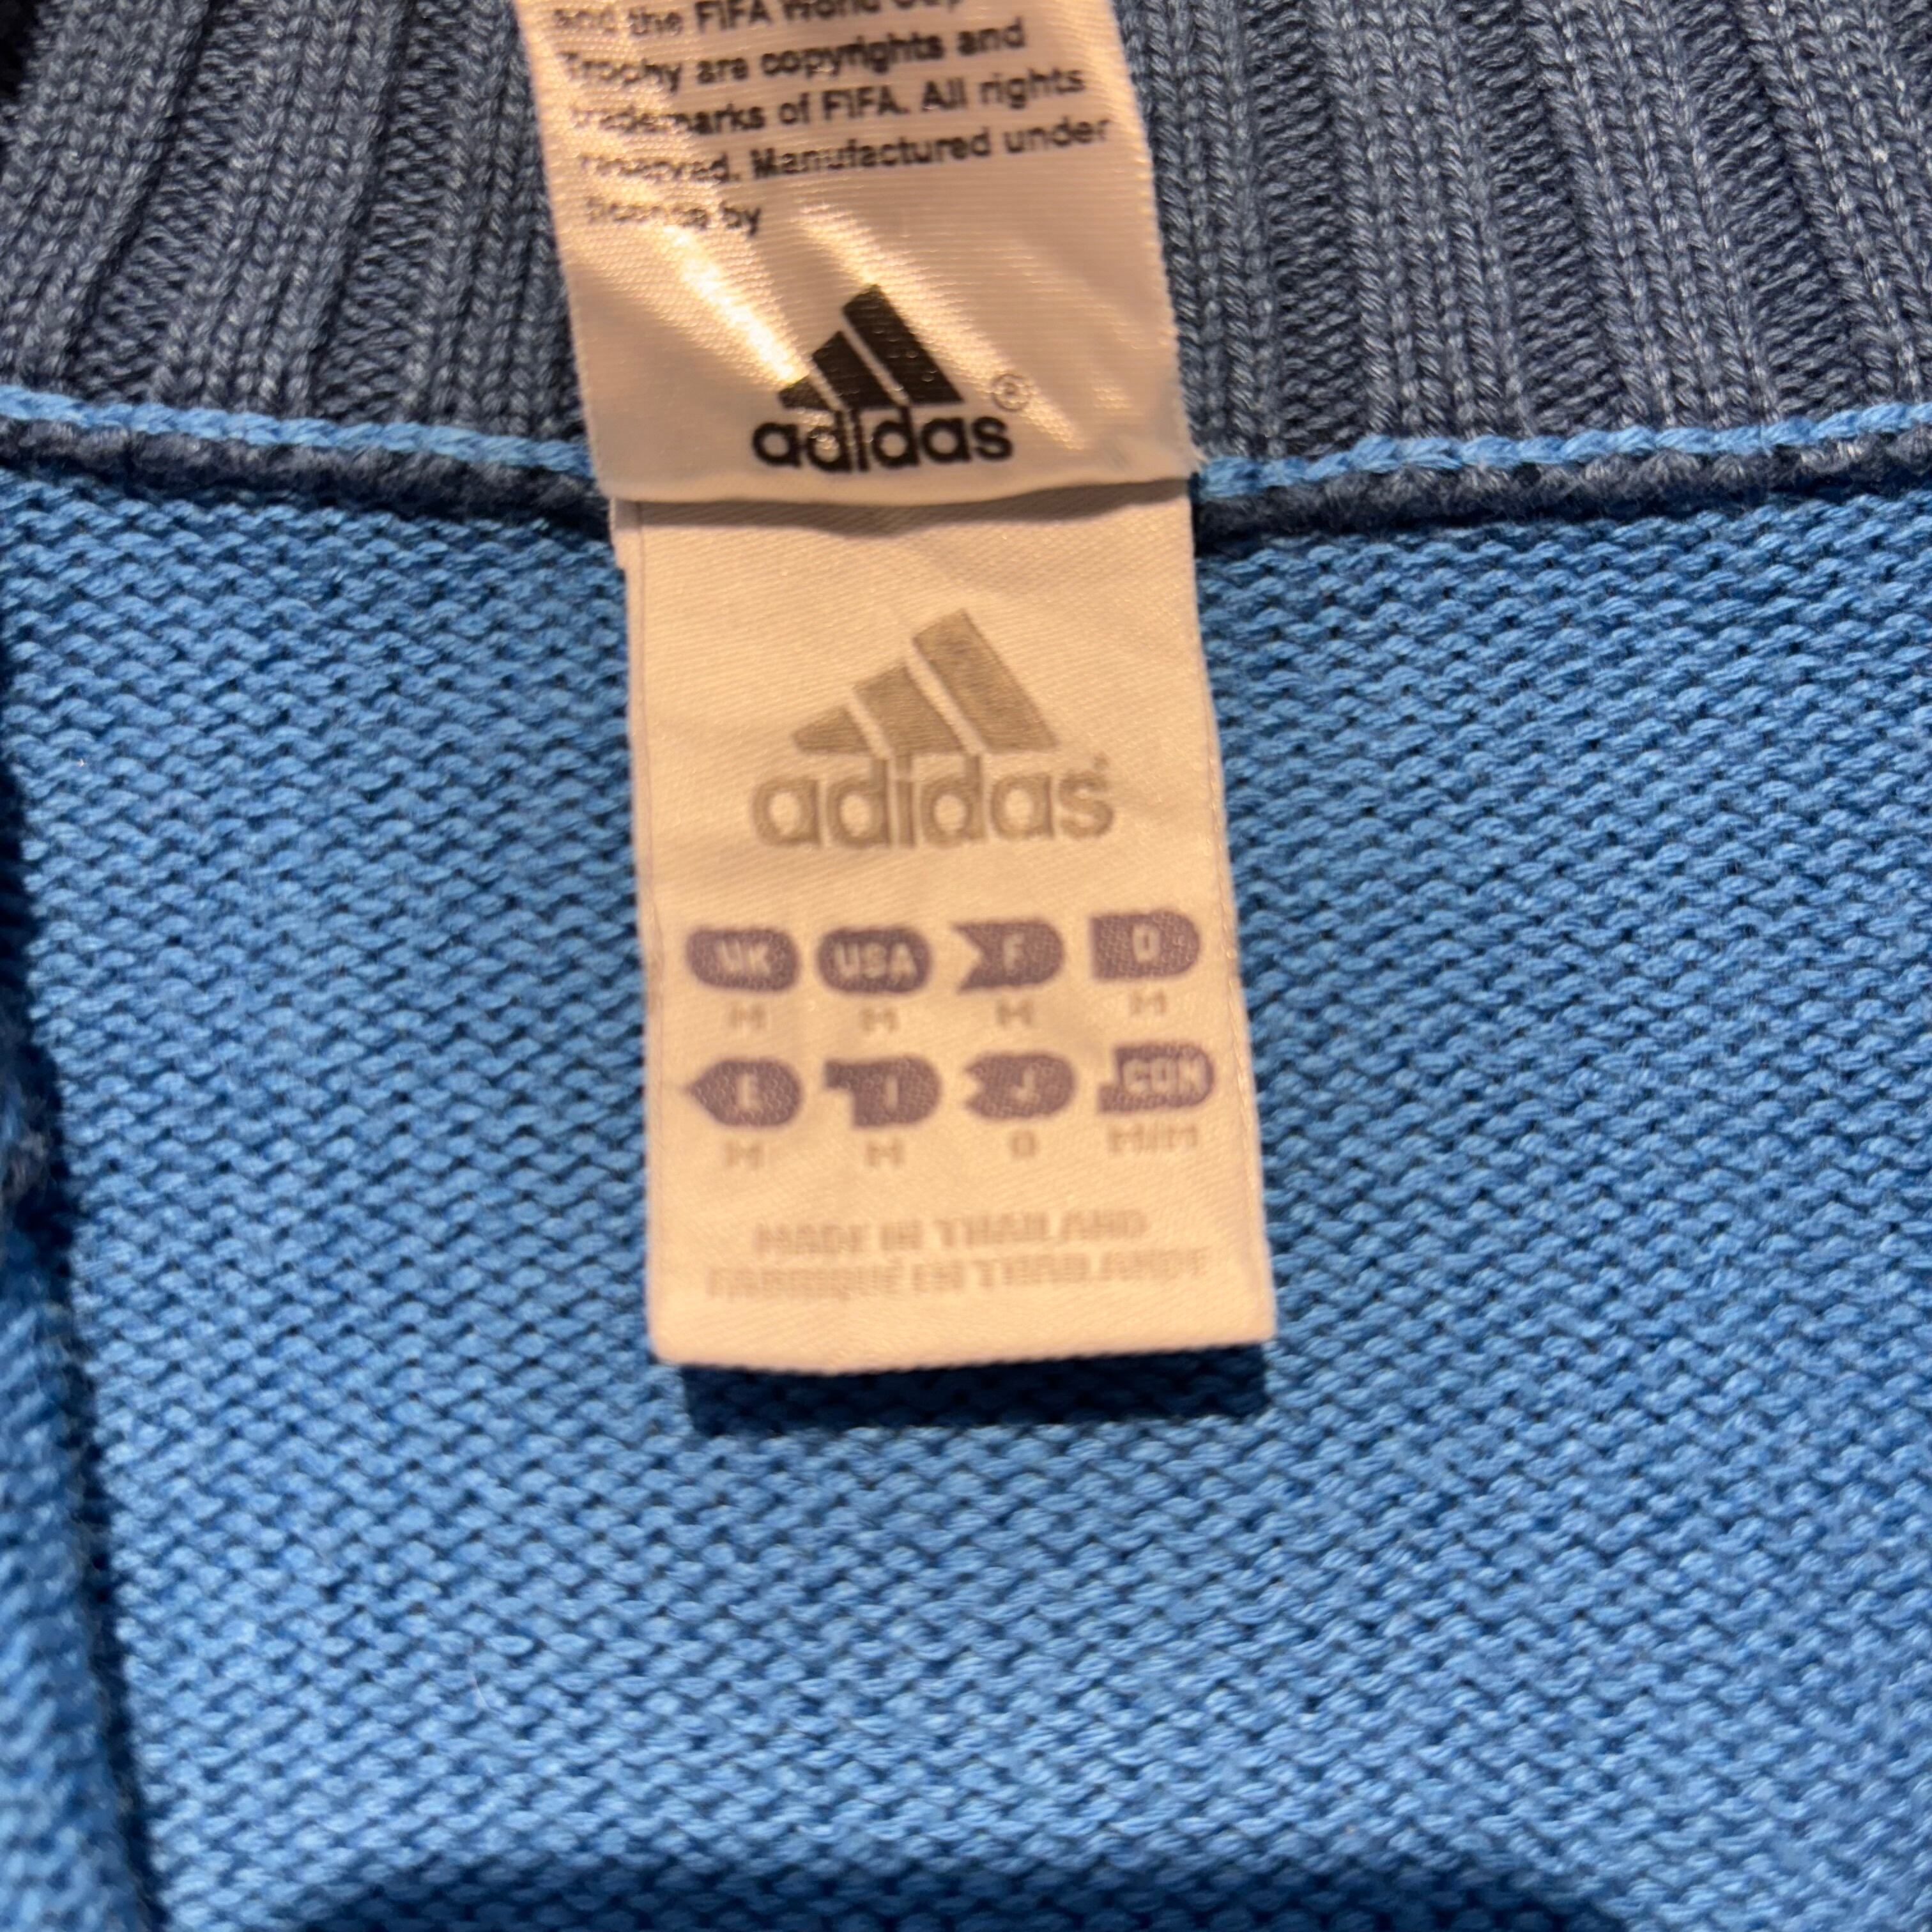 and the FIFA World Cup
Trophy are copyrights and
trademarks of FIFA. All rights
reserved. Manufactured under
licence by
adidas ®
adidas
UK USA F D
M M M M
E I J CON
M M O M/M
MADE IN THAILAND
FABRIQUÉ EN THAILANDE